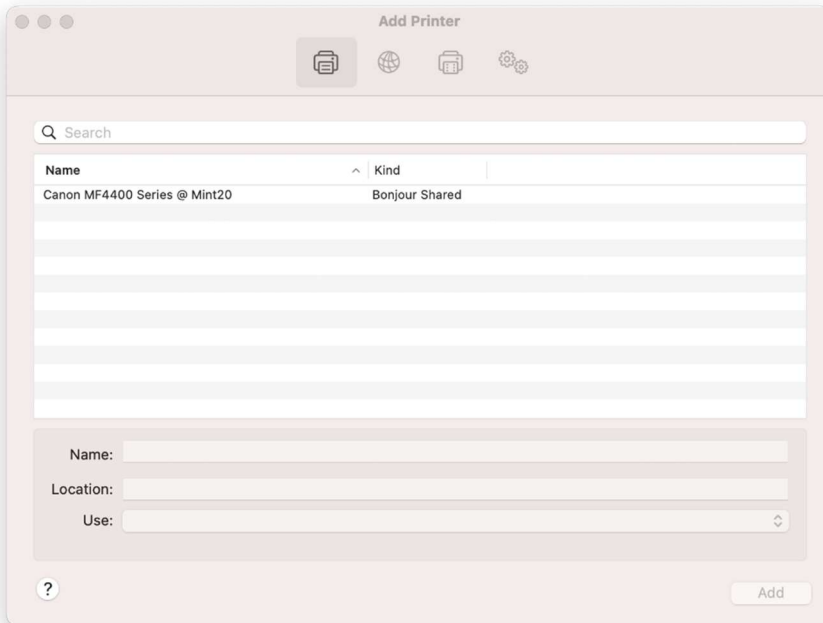 Add Printer
Search
Name Kind
Canon MF4400 Series @ Mint20 Bonjour Shared
Name:
Location:
Use:
?
Add